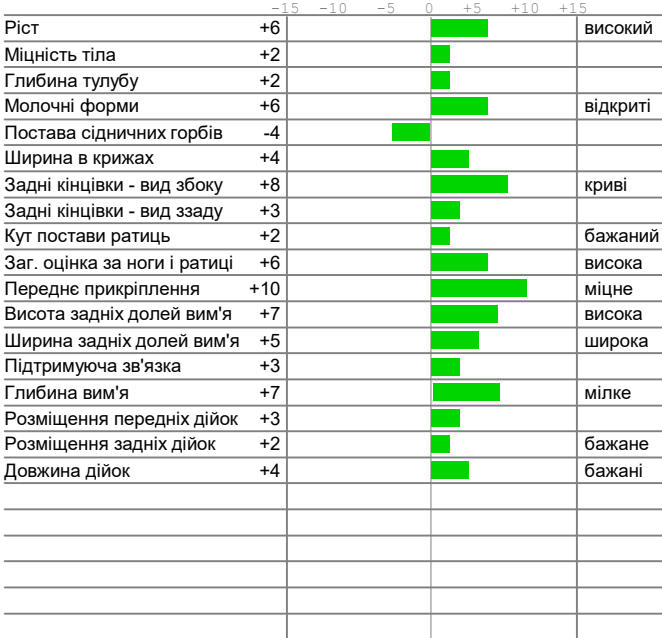 -15 -10 -5 0 +5 +10 +15
Ріст +6 високий
Міцність тіла +2
Глибина тулубу +2
Молочні форми +6 відкриті
Постава сідничних горбів -4
Ширина в крижах +4
Задні кінцівки - вид збоку +8 криві
Задні кінцівки - вид ззаду +3
Кут постави ратиць +2 бажаний
Заг. оцінка за ноги і ратиці +6 висока
Переднє прикріплення +10 міцне
Висота задніх долей вим'я +7 висока
Ширина задніх долей вим'я +5 широка
Підтримуюча зв'язка +3
Глибина вим'я +7 мілке
Розміщення передніх дійок +3
Розміщення задніх дійок +2 бажане
Довжина дійок +4 бажані